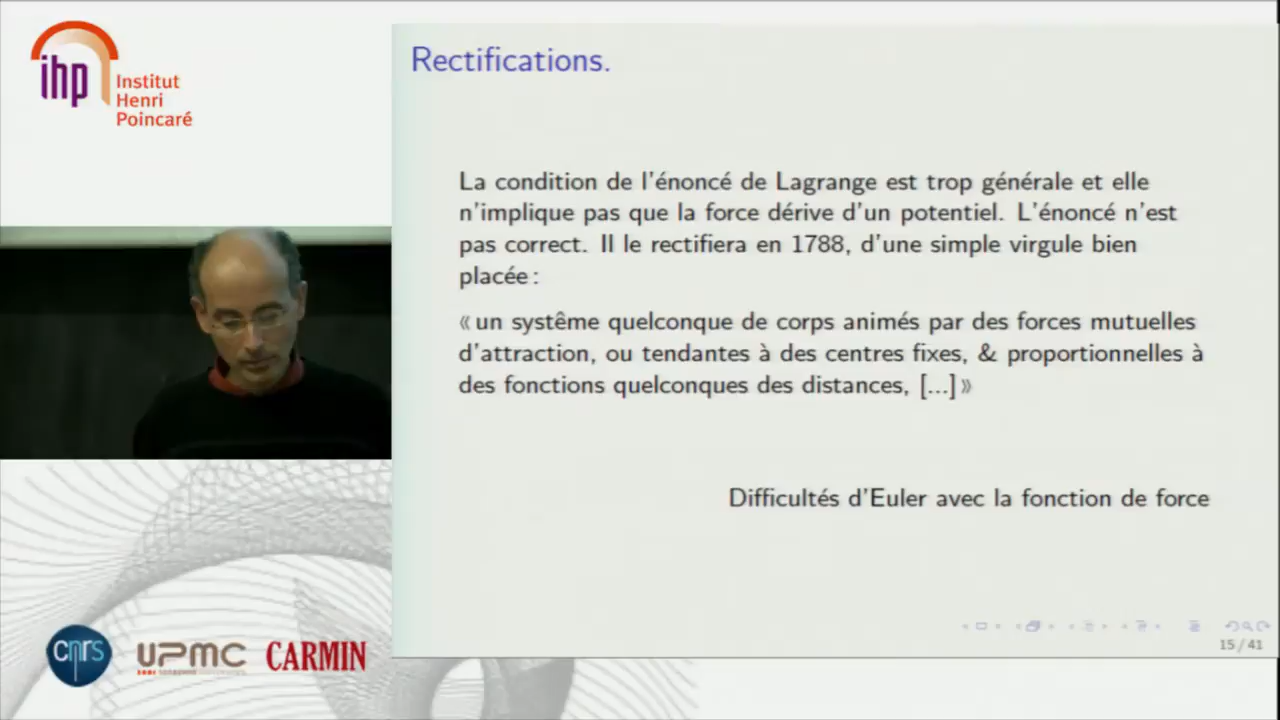 ihp
Institut
Henri
Poincaré
Rectifications.
La condition de l'énoncé de Lagrange est trop générale et elle
n'implique pas que la force dérive d'un potentiel. L'énoncé n'est
pas correct. Il le rectifiera en 1788, d'une simple virgule bien
placée :
« un systême quelconque de corps animés par des forces mutuelles
d'attraction, ou tendantes à des centres fixes, & proportionnelles à
des fonctions quelconques des distances, [...] »
Difficultés d'Euler avec la fonction de force
15 / 41
cnrs
UPMC
CARMIN